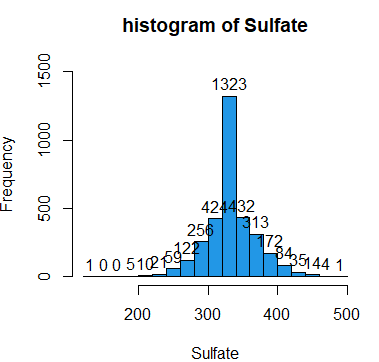 histogram of Sulfate
Frequency
1500
1000
500
0
1 0 0 5 10 21 59 122 256 424 1323 432 313 172 84 35 14 4 1
200 300 400 500
Sulfate